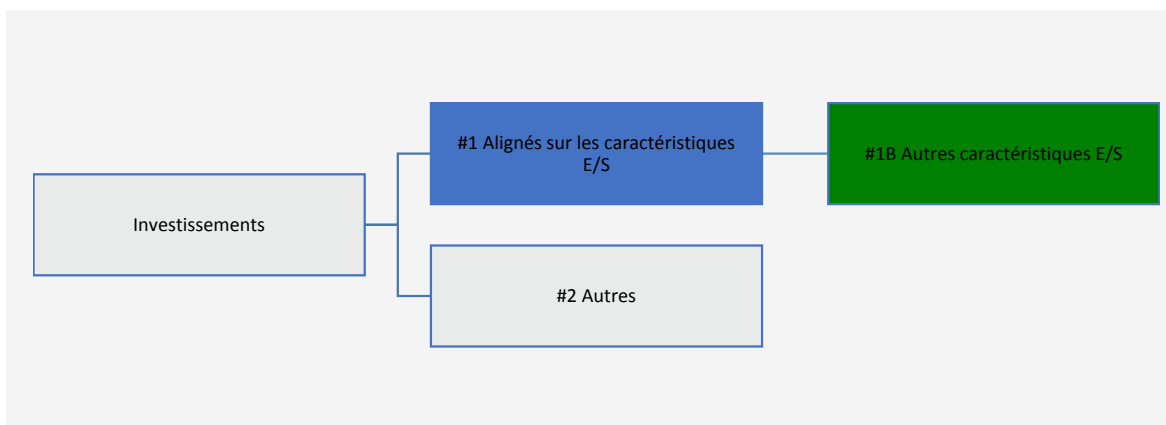 #1 Alignés sur les caractéristiques
E/S
#1B Autres caractéristiques E/S
Investissements
#2 Autres